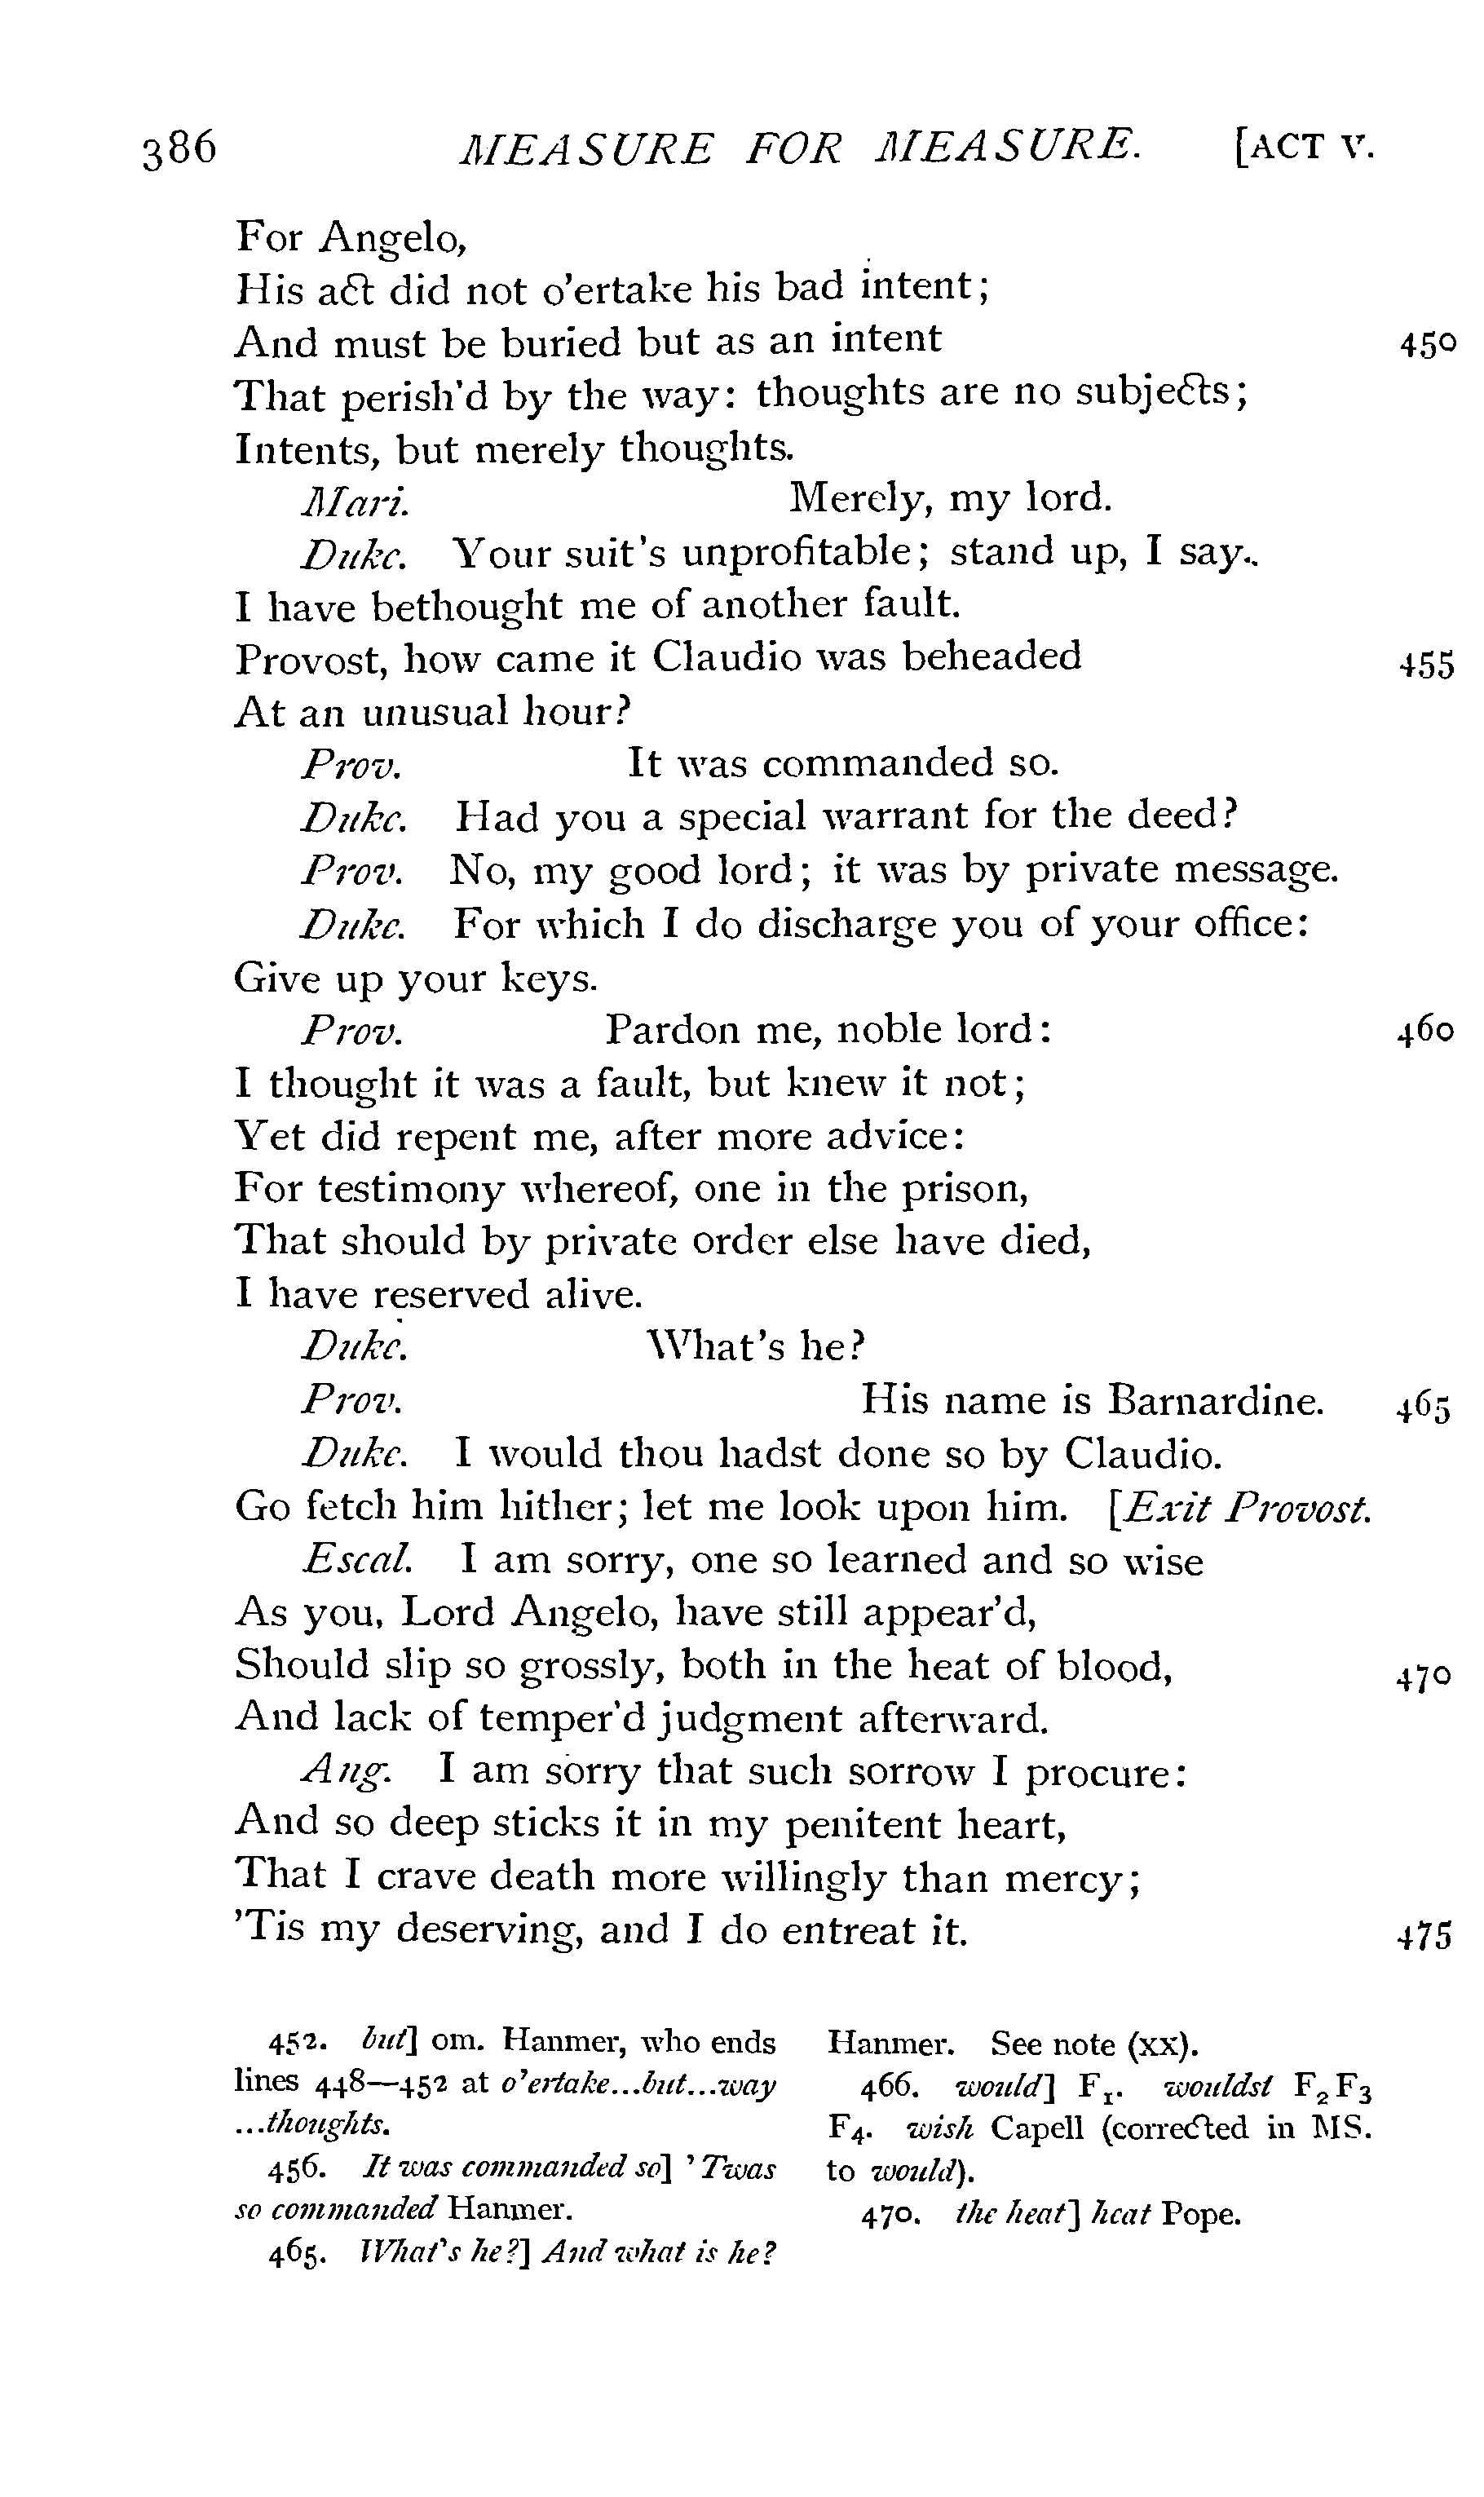 386 MEASURE FOR MEASURE. [ACT V.
For Angelo,
His act did not o'ertake his bad intent;
And must be buried but as an intent 450
That perish'd by the way: thoughts are no subjects;
Intents, but merely thoughts.
Mari. Merely, my lord.
Duke. Your suit's unprofitable; stand up, I say.
I have bethought me of another fault.
Provost, how came it Claudio was beheaded 455
At an unusual hour?
Prov. It was commanded so.
Duke. Had you a special warrant for the deed?
Prov. No, my good lord; it was by private message.
Duke. For which I do discharge you of your office:
Give up your keys.
Prov. Pardon me, noble lord: 460
I thought it was a fault, but knew it not;
Yet did repent me, after more advice:
For testimony whereof, one in the prison,
That should by private order else have died,
I have reserved alive.
Duke. What's he?
Prov. His name is Barnardine. 465
Duke. I would thou hadst done so by Claudio.
Go fetch him hither; let me look upon him. [Exit Provost.
Escal. I am sorry, one so learned and so wise
As you, Lord Angelo, have still appear'd,
Should slip so grossly, both in the heat of blood, 470
And lack of temper'd judgment afterward.
Ang. I am sorry that such sorrow I procure:
And so deep sticks it in my penitent heart,
That I crave death more willingly than mercy;
'Tis my deserving, and I do entreat it. 475
452. but] om. Hanmer, who ends
lines 448—452 at o'ertake...but...way
...thoughts.
456. It was commanded so] 'Twas
so commanded Hanmer.
465. What's he?] And what is he?
Hanmer. See note (XX).
466. would] F1. wouldst F2 F3
F4. wish Capell (corrected in MS.
to would).
470. the heat] heat Pope.